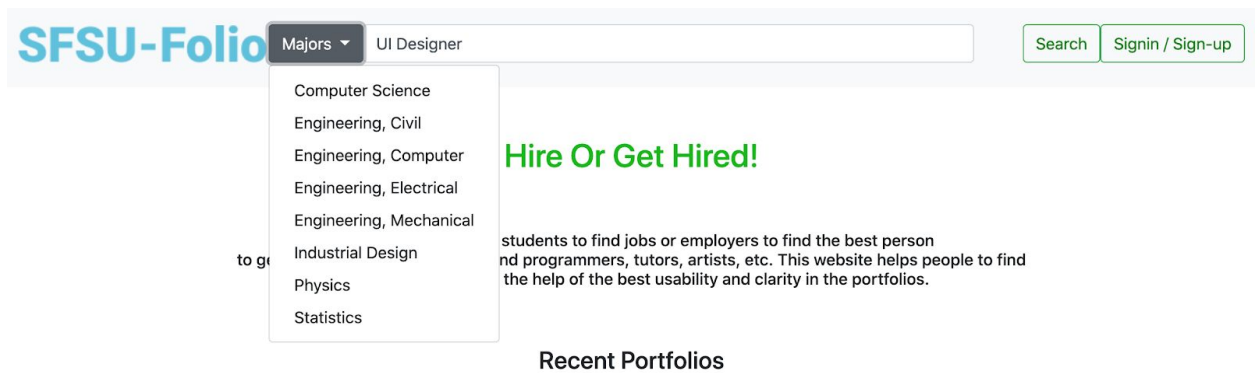 SFSU-Folio Majors UI Designer Search Signin / Sign-up
Computer Science
Engineering, Civil
Engineering, Computer
Engineering, Electrical
Engineering, Mechanical
Industrial Design
Physics
Statistics
Hire Or Get Hired!
students to find jobs or employers to find the best person
to programmers, tutors, artists, etc. This website helps people to find
the help of the best usability and clarity in the portfolios.
Recent Portfolios